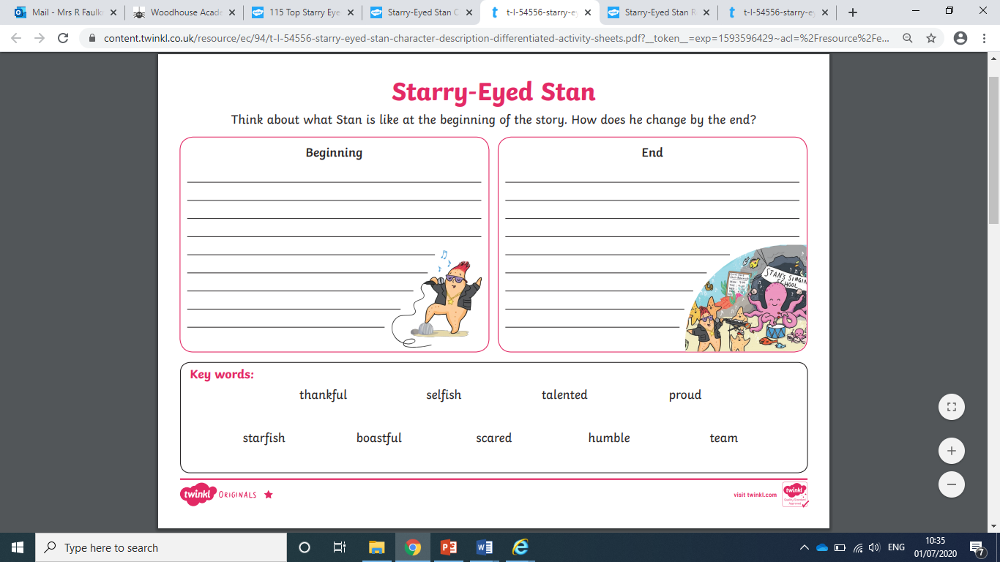 Mail - Mrs R Faulk
Woodhouse Acad
115 Top Starry Eye
Starry-Eyed Stan C
t-l-54556-starry-ey
Starry-Eyed Stan R
t-l-54556-starry-ey
content.twinkl.co.uk/resource/ec/94/t-l-54556-starry-eyed-stan-character-description-differentiated-activity-sheets.pdf?__token__=exp=1593596429~acl=%2Fresource%2Fe...
Starry-Eyed Stan
Think about what Stan is like at the beginning of the story. How does he change by the end?
Beginning
End
STAN'S SINGING
SCHOOL
Key words:
thankful selfish talented proud
starfish boastful scared humble team
twinkl ORIGINALS
visit twinkl.com
twinkl
Quality Standard
Approved
Type here to search
ENG
10:35
01/07/2020
7